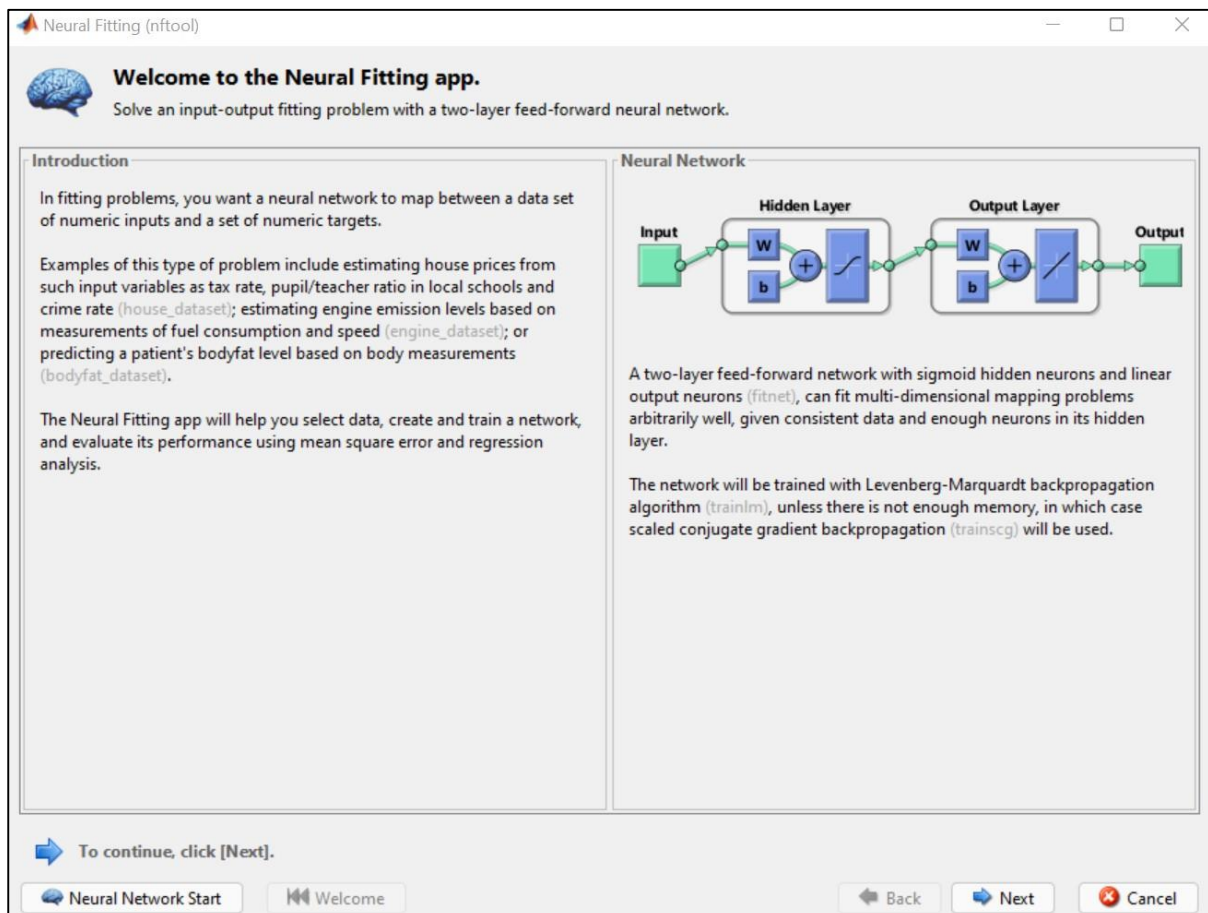 Neural Fitting (nftool)
Welcome to the Neural Fitting app.
Solve an input-output fitting problem with a two-layer feed-forward neural network.
Introduction
In fitting problems, you want a neural network to map between a data set
of numeric inputs and a set of numeric targets.
Examples of this type of problem include estimating house prices from
such input variables as tax rate, pupil/teacher ratio in local schools and
crime rate (house_dataset); estimating engine emission levels based on
measurements of fuel consumption and speed (engine_dataset); or
predicting a patient's bodyfat level based on body measurements
(bodyfat_dataset).
The Neural Fitting app will help you select data, create and train a network,
and evaluate its performance using mean square error and regression
analysis.
Neural Network
Hidden Layer
Output Layer
Input
Output
W
b
+
W
b
+
A two-layer feed-forward network with sigmoid hidden neurons and linear
output neurons (fitnet), can fit multi-dimensional mapping problems
arbitrarily well, given consistent data and enough neurons in its hidden
layer.
The network will be trained with Levenberg-Marquardt backpropagation
algorithm (trainlm), unless there is not enough memory, in which case
scaled conjugate gradient backpropagation (trainscg) will be used.
To continue, click [Next].
Neural Network Start
Welcome
Back
Next
Cancel